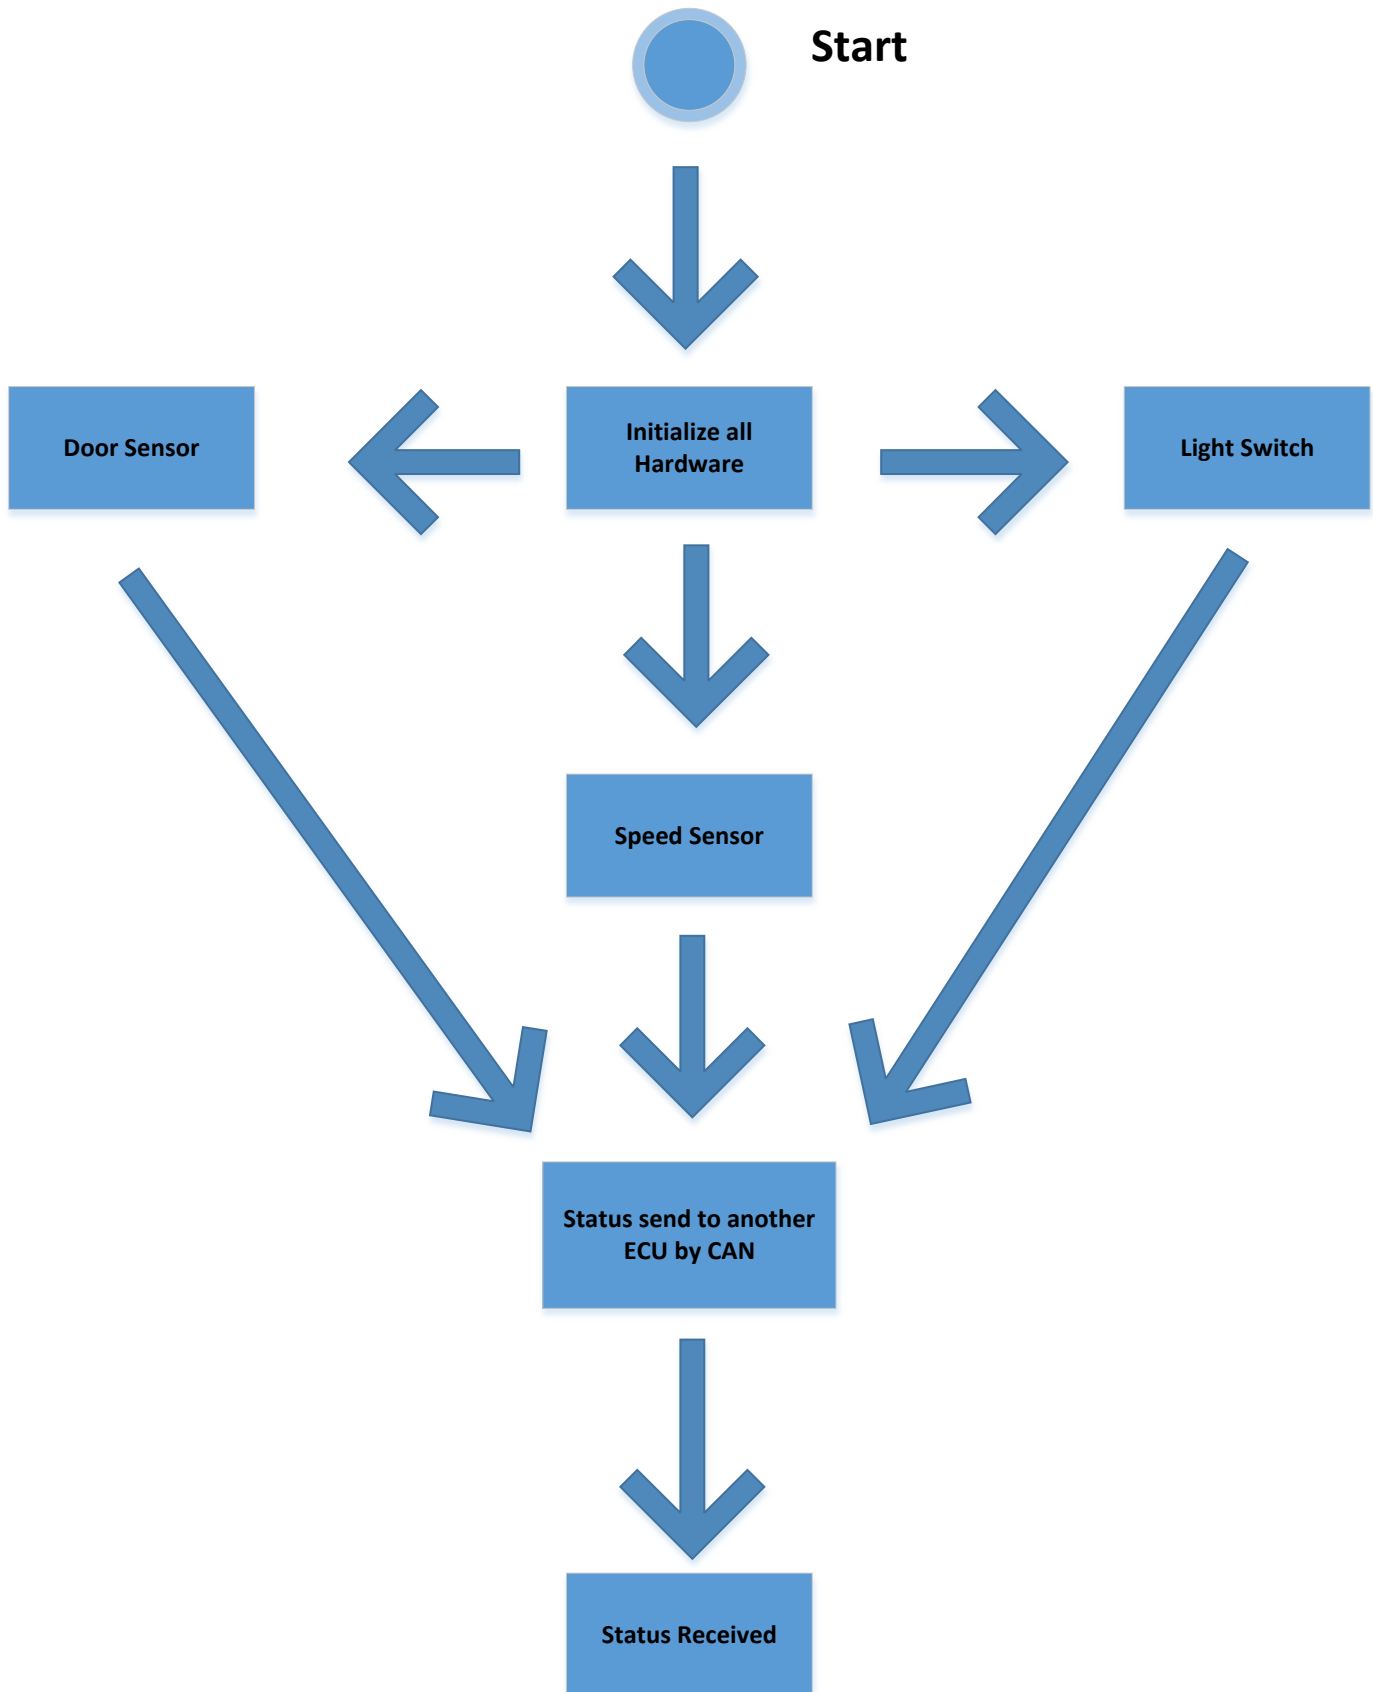 Start
Door Sensor
Initialize all
Hardware
Light Switch
Speed Sensor
Status send to another
ECU by CAN
Status Received